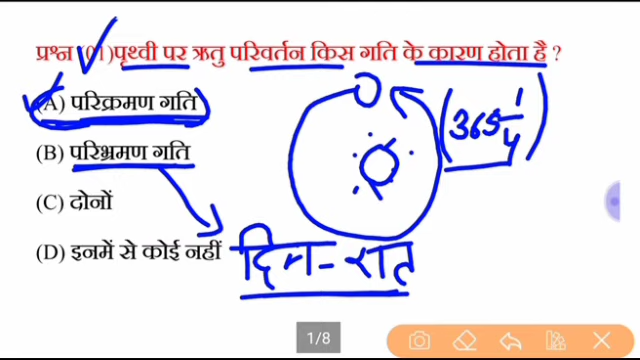 प्रश्न (01)पृथ्वी पर ऋतु परिवर्तन किस गति के कारण होता है ?
(A) परिक्रमण गति
(365 1/4)
(B) परिभ्रमण गति
(C) दोनों
(D) इनमें से कोई नहीं
दिन-रात
1/8